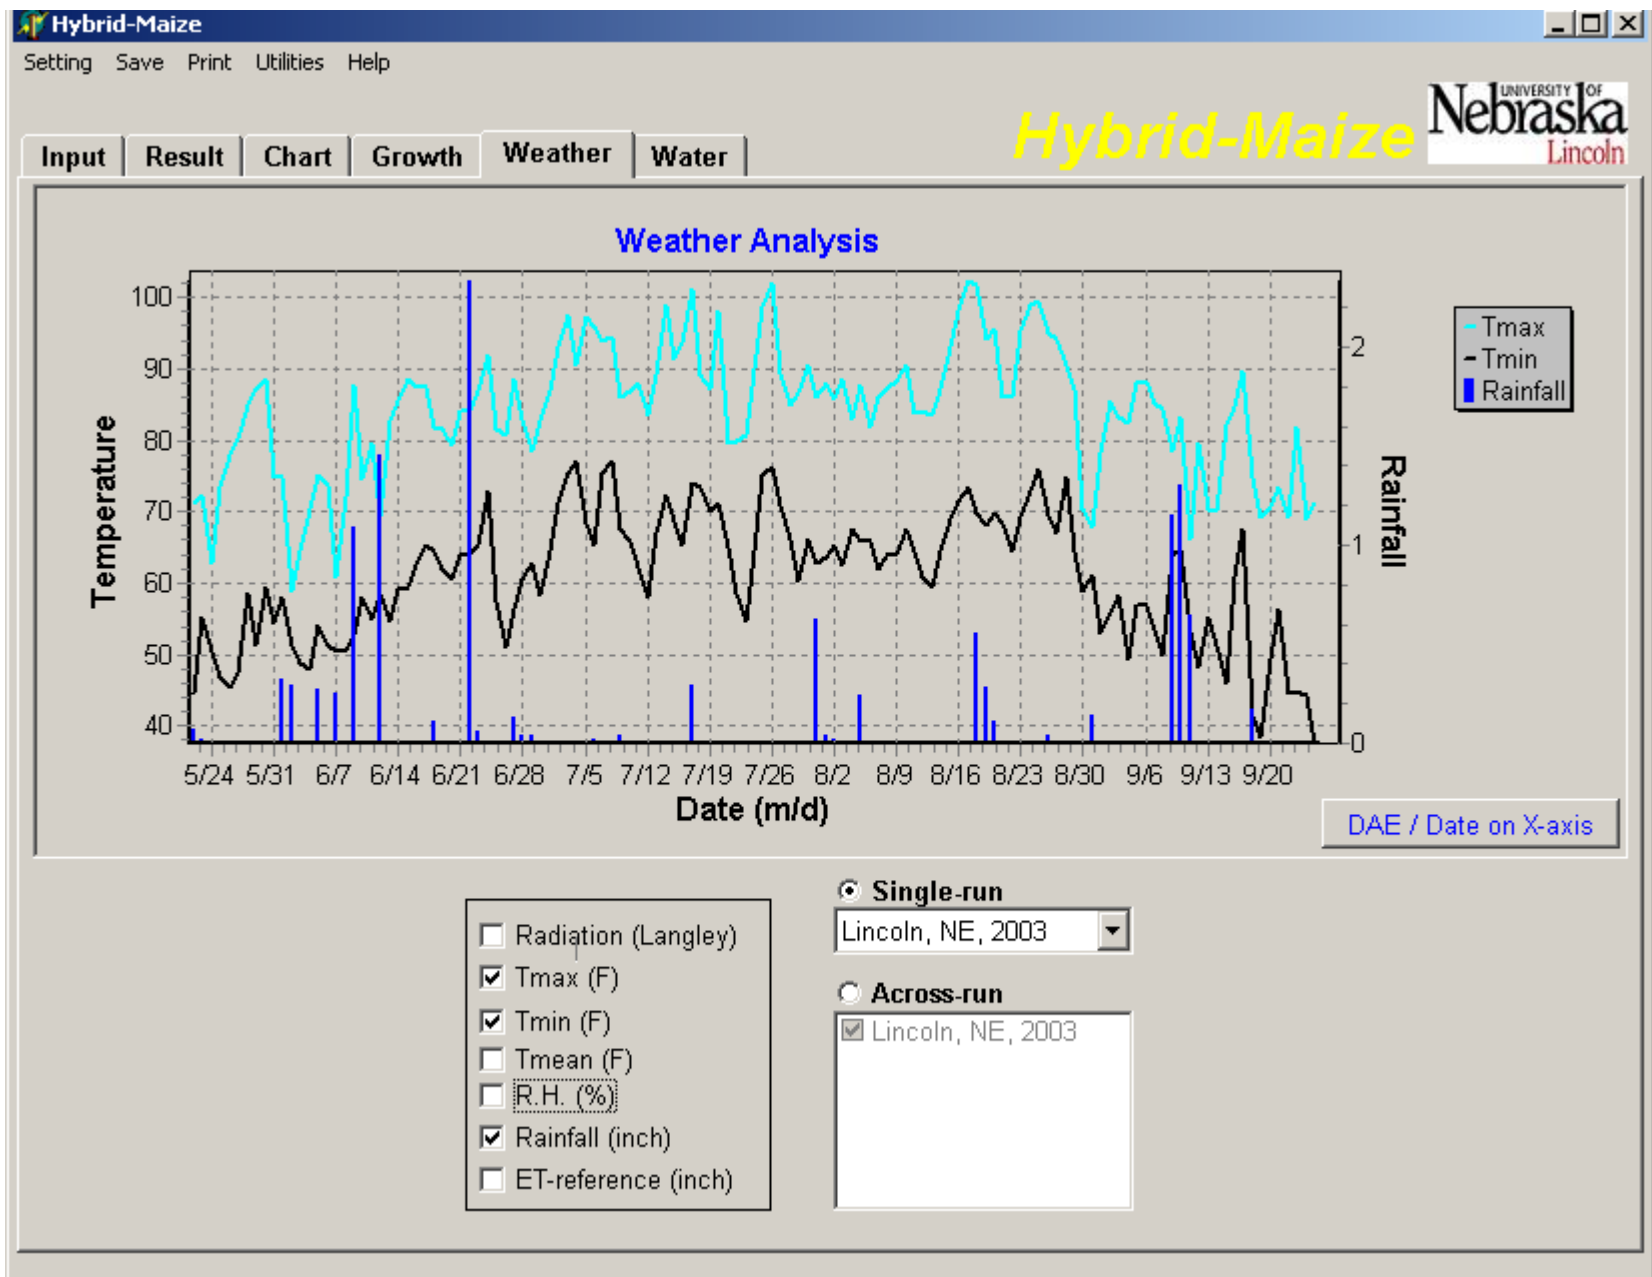 Hybrid-Maize
Setting Save Print Utilities Help
Hybrid-Maize
UNIVERSITY OF
Nebraska
Lincoln
Input Result Chart Growth Weather Water
Weather Analysis
100
90
80
70
60
50
40
Temperature
2
1
0
Rainfall
Tmax
Tmin
Rainfall
5/24 5/31 6/7 6/14 6/21 6/28 7/5 7/12 7/19 7/26 8/2 8/9 8/16 8/23 8/30 9/6 9/13 9/20
Date (m/d)
DAE / Date on X-axis
Radiation (Langley)
Tmax (F)
Tmin (F)
Tmean (F)
R.H. (%)
Rainfall (inch)
ET-reference (inch)
Single-run
Lincoln, NE, 2003
Across-run
Lincoln, NE, 2003